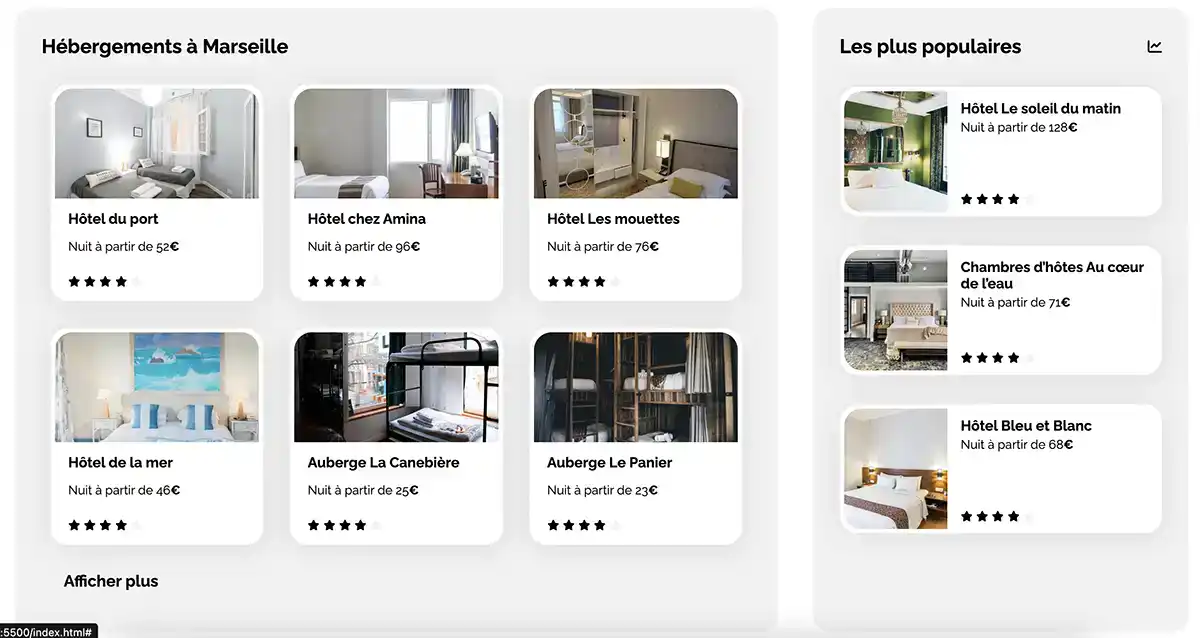 Hébergements à Marseille
Hôtel du port
Nuit à partir de 52€
Hôtel chez Amina
Nuit à partir de 96€
Hôtel Les mouettes
Nuit à partir de 76€
Hôtel de la mer
Nuit à partir de 46€
Auberge La Canebière
Nuit à partir de 25€
Auberge Le Panier
Nuit à partir de 23€
Afficher plus
Les plus populaires
Hôtel Le soleil du matin
Nuit à partir de 128€
Chambres d'hôtes Au cœur
de l'eau
Nuit à partir de 71€
Hôtel Bleu et Blanc
Nuit à partir de 68€
:5500/index.html#